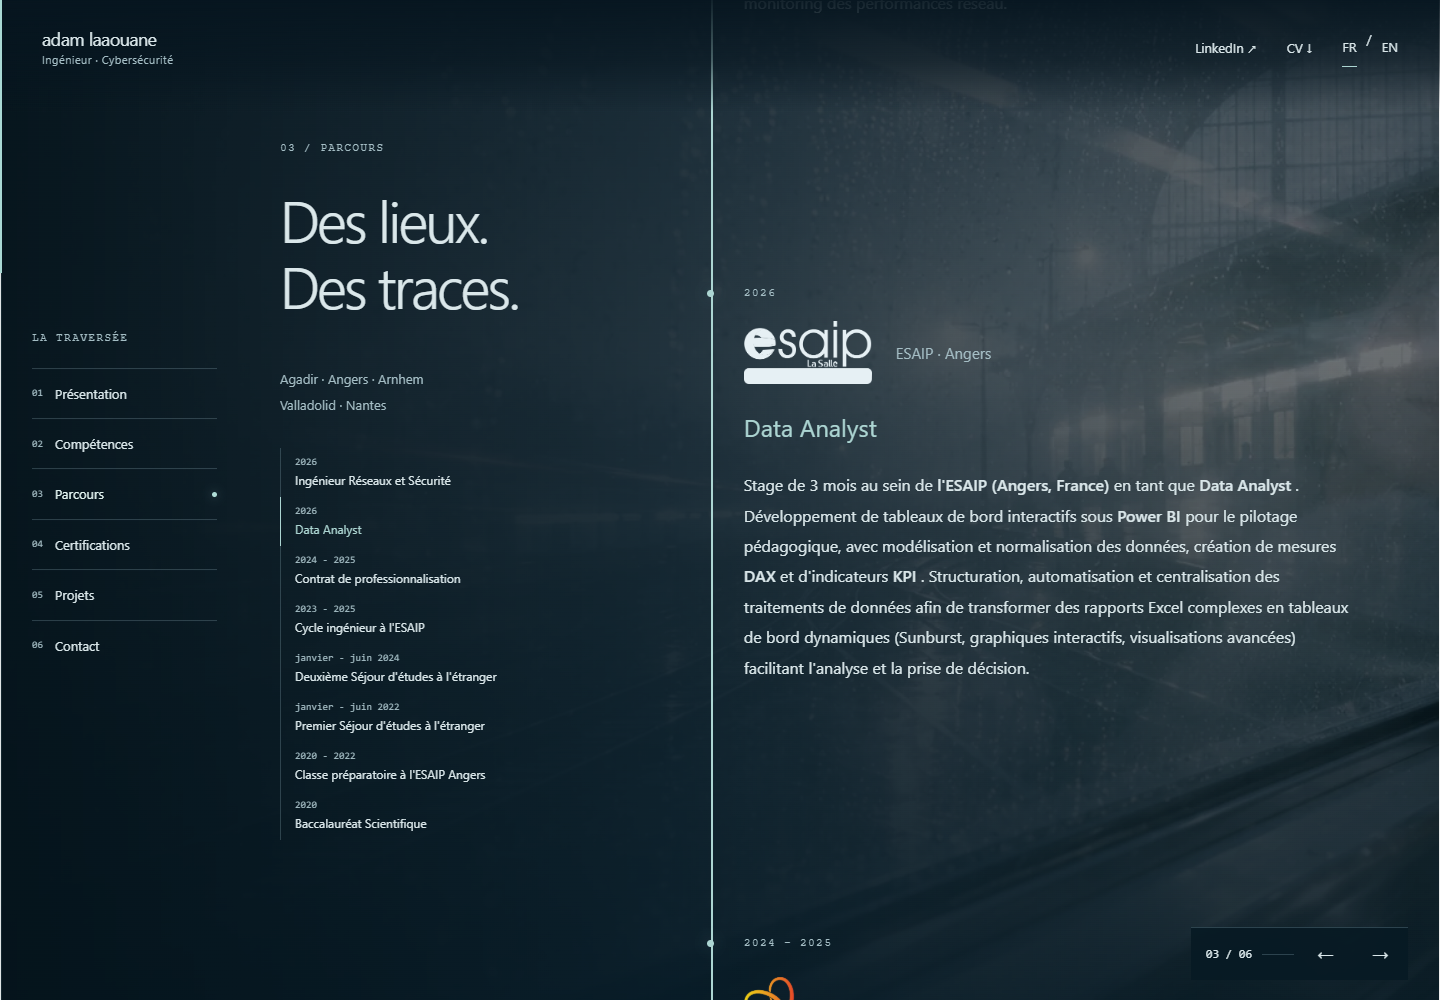 monitoring des performances réseau.
adam laaouane
Ingénieur · Cybersécurité
LinkedIn ↗ CV ↓ FR / EN
03 / PARCOURS
Des lieux.
Des traces.
Agadir · Angers · Arnhem
Valladolid · Nantes
LA TRAVERSÉE
01 Présentation
02 Compétences
03 Parcours
04 Certifications
05 Projets
06 Contact
2026
Ingénieur Réseaux et Sécurité
2026
Data Analyst
2024 - 2025
Contrat de professionnalisation
2023 - 2025
Cycle ingénieur à l'ESAIP
janvier - juin 2024
Deuxième Séjour d'études à l'étranger
janvier - juin 2022
Premier Séjour d'études à l'étranger
2020 - 2022
Classe préparatoire à l'ESAIP Angers
2020
Baccalauréat Scientifique
2026
esaip
La Salle
ESAIP · Angers
Data Analyst
Stage de 3 mois au sein de l'ESAIP (Angers, France) en tant que Data Analyst .
Développement de tableaux de bord interactifs sous Power BI pour le pilotage
pédagogique, avec modélisation et normalisation des données, création de mesures
DAX et d'indicateurs KPI . Structuration, automatisation et centralisation des
traitements de données afin de transformer des rapports Excel complexes en tableaux
de bord dynamiques (Sunburst, graphiques interactifs, visualisations avancées)
facilitant l'analyse et la prise de décision.
2024 - 2025
03 / 06 ← →